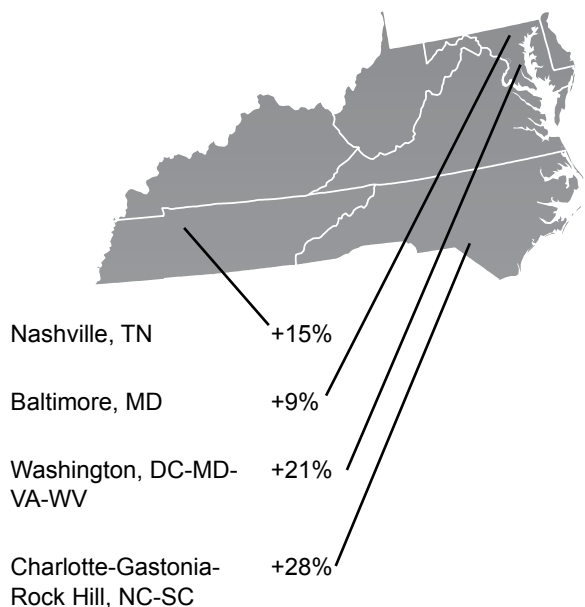 Nashville, TN +15%
Baltimore, MD +9%
Washington, DC-MD- +21%
VA-WV
Charlotte-Gastonia- +28%
Rock Hill, NC-SC